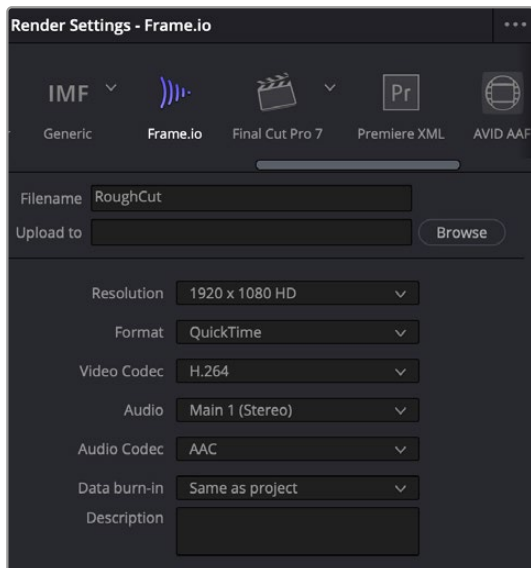 Render Settings - Frame.io
IMF
Pr
Generic
Frame.io
Final Cut Pro 7
Premiere XML
AVID AAF
Filename RoughCut
Upload to
Browse
Resolution 1920 x 1080 HD
Format QuickTime
Video Codec H.264
Audio Main 1 (Stereo)
Audio Codec AAC
Data burn-in Same as project
Description